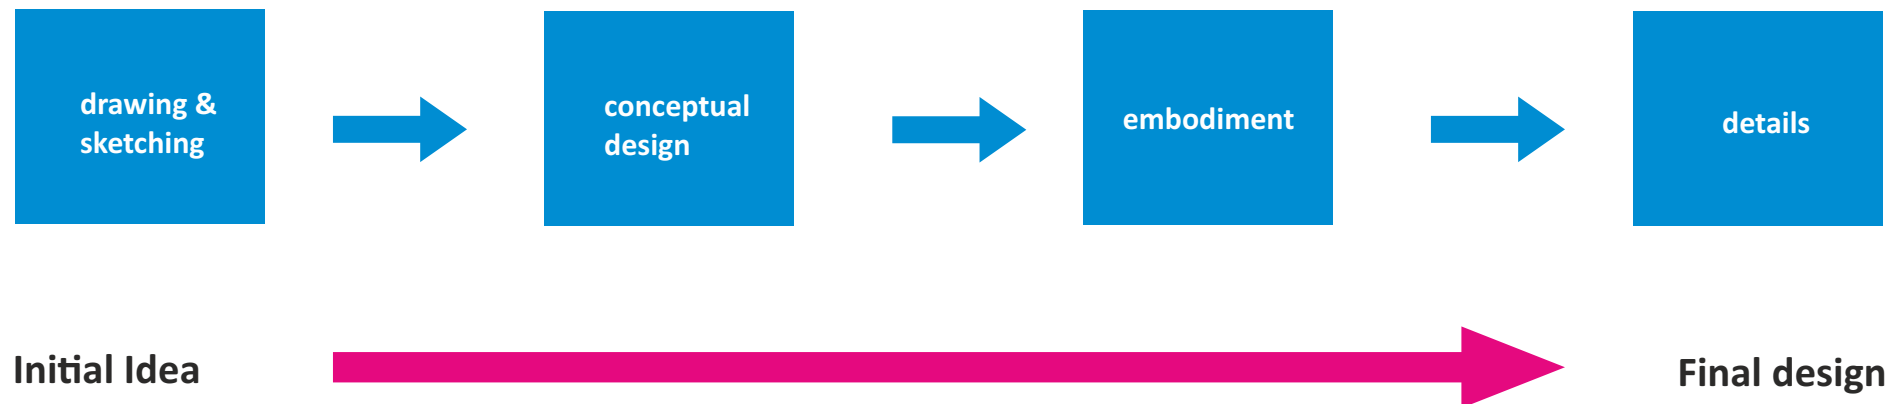 drawing &
sketching
conceptual
design
embodiment
details
Initial Idea
Final design